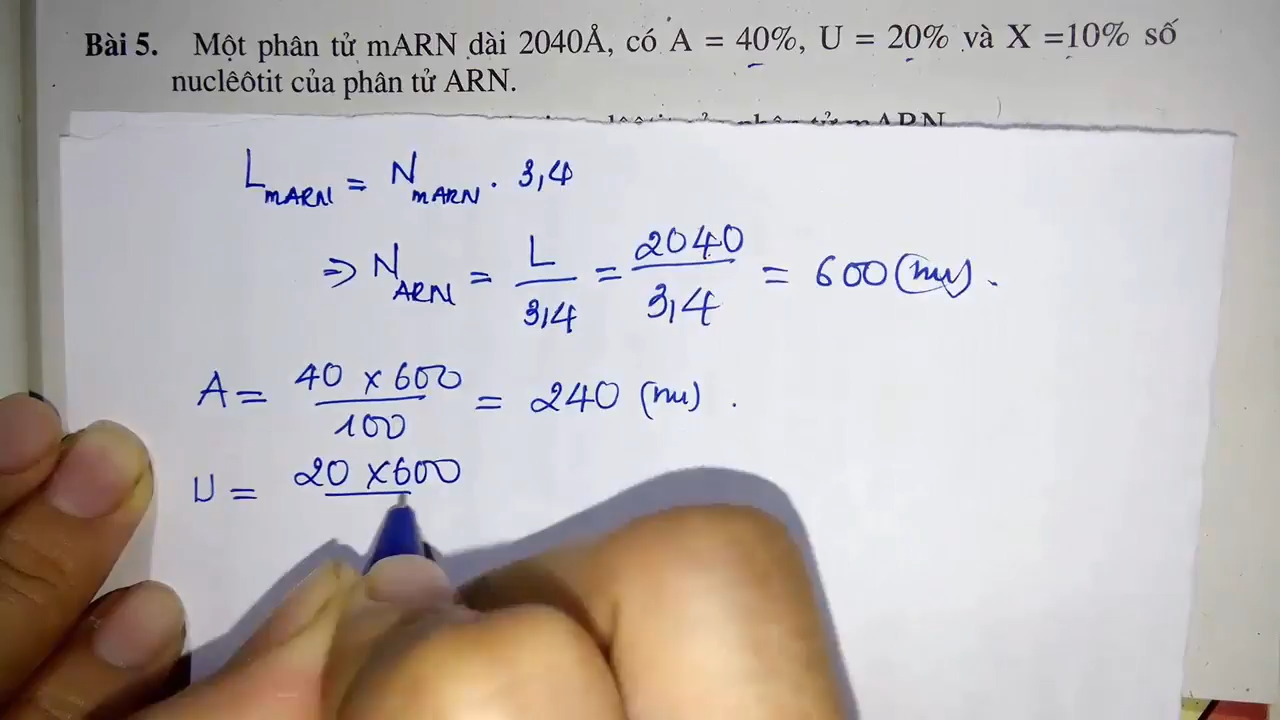 Bài 5. Một phân tử mARN dài 2040Å, có A = 40%, U = 20% và X =10% số
nuclêôtit của phân tử ARN.
mARN
L mARN = N mARN . 3,4
=> N ARN = L / 3,4 = 2040 / 3,4 = 600 (nu).
A = 40 x 600 / 100 = 240 (nu).
U = 20 x 600